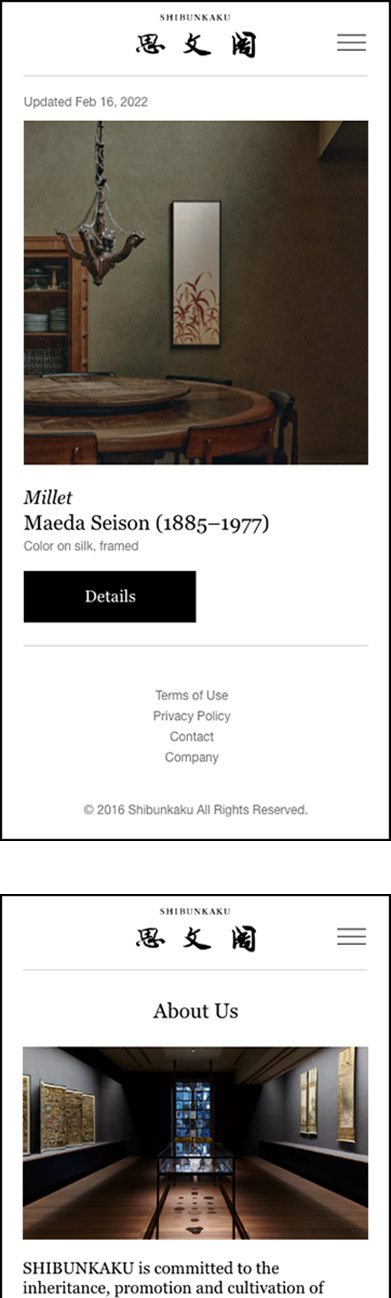 SHIBUNKAKU
思文閣
Updated Feb 16, 2022
Millet
Maeda Seison (1885–1977)
Color on silk, framed
Details
Terms of Use
Privacy Policy
Contact
Company
© 2016 Shibunkaku All Rights Reserved.
SHIBUNKAKU
思文閣
About Us
SHIBUNKAKU is committed to the
inheritance, promotion and cultivation of